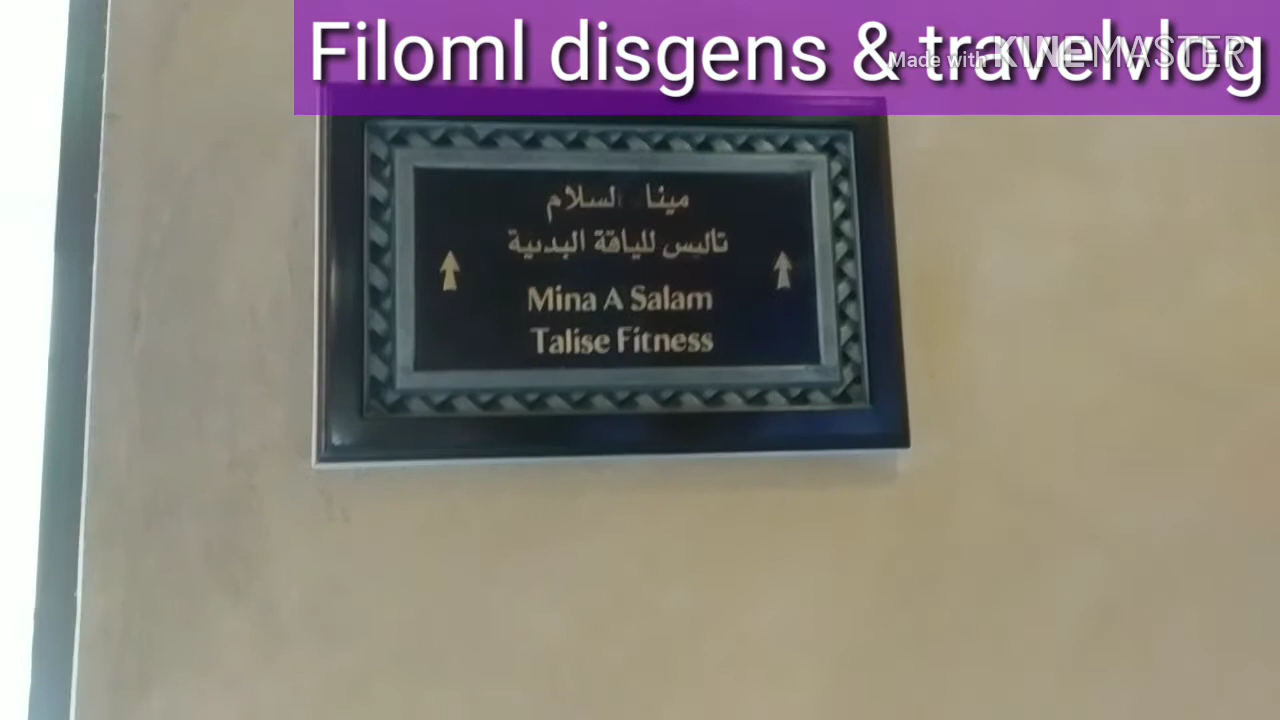 Filoml disgens & travelvlog
Made with KINEMASTER
مينا السلام
تاليس للياقة البدنية
Mina A Salam
Talise Fitness